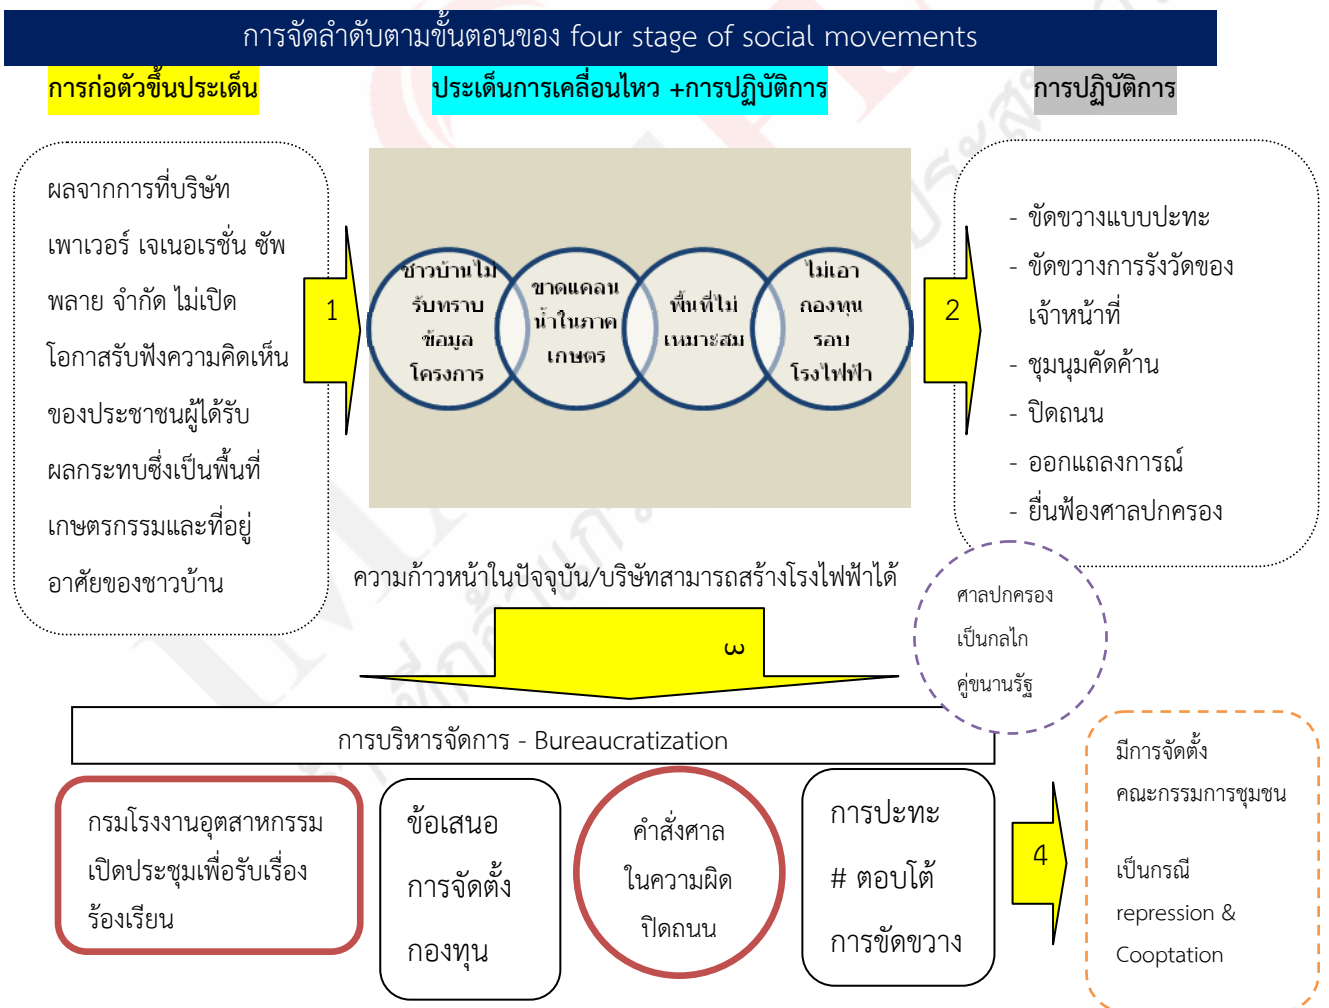 การจัดลำดับตามขั้นตอนของ four stage of social movements
การก่อตัวขึ้นประเด็น
ประเด็นการเคลื่อนไหว +การปฏิบัติการ
การปฏิบัติการ
ผลจากการที่บริษัท
เพาเวอร์ เจเนอเรชั่น ซัพ
พลาย จำกัด ไม่เปิด
โอกาสรับฟังความคิดเห็น
ของประชาชนผู้ได้รับ
ผลกระทบซึ่งเป็นพื้นที่
เกษตรกรรมและที่อยู่
อาศัยของชาวบ้าน
1
ชาวบ้านไม่
รับทราบ
ข้อมูล
โครงการ
ขาดแคลน
น้ำในภาค
เกษตร
พื้นที่ไม่
เหมาะสม
ไม่เอา
กองทุน
รอบ
โรงไฟฟ้า
2
- ขัดขวางแบบปะทะ
- ขัดขวางการรังวัดของ
เจ้าหน้าที่
- ชุมนุมคัดค้าน
- ปิดถนน
- ออกแถลงการณ์
- ยื่นฟ้องศาลปกครอง
ความก้าวหน้าในปัจจุบัน/บริษัทสามารถสร้างโรงไฟฟ้าได้
3
ศาลปกครอง
เป็นกลไก
คู่ขนานรัฐ
การบริหารจัดการ - Bureaucratization
กรมโรงงานอุตสาหกรรม
เปิดประชุมเพื่อรับเรื่อง
ร้องเรียน
ข้อเสนอ
การจัดตั้ง
กองทุน
คำสั่งศาล
ในความผิด
ปิดถนน
การปะทะ
# ตอบโต้
การขัดขวาง
4
มีการจัดตั้ง
คณะกรรมการชุมชน
เป็นกรณี
repression &
Cooptation